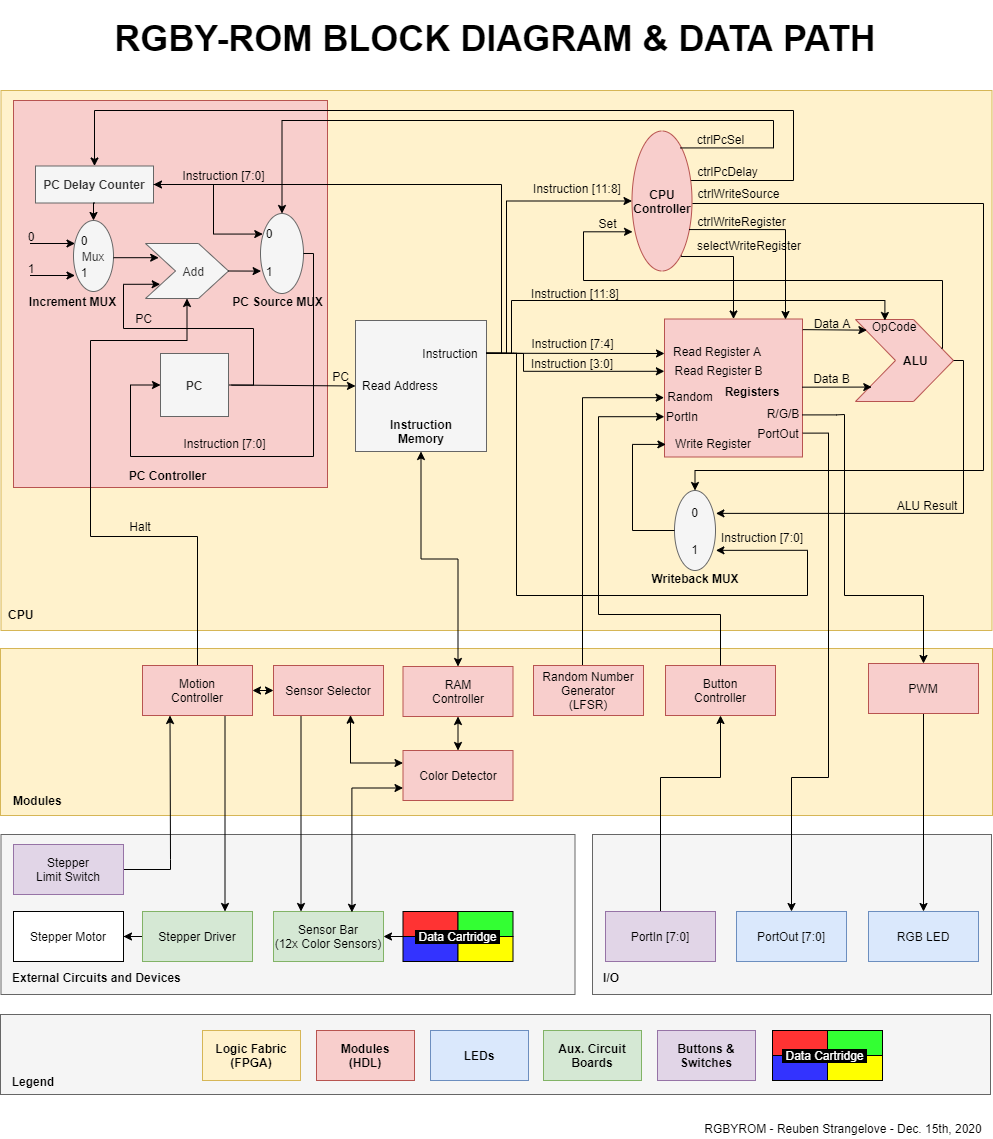 RGBY-ROM BLOCK DIAGRAM & DATA PATH
ctrlPcSel
ctrlPcDelay
ctrlWriteSource
ctrlWriteRegister
selectWriteRegister
CPU
Controller
Instruction [11:8]
Set
PC Delay Counter
Instruction [7:0]
0
1
0
Mux
1
Increment MUX
Add
0
1
PC Source MUX
PC
PC
Instruction [7:0]
PC Controller
PC
Instruction
Read Address
Instruction
Memory
Instruction [11:8]
Instruction [7:4]
Instruction [3:0]
Read Register A
Read Register B
Registers
Random
PortIn
Write Register
R/G/B
PortOut
Data A
Data B
OpCode
ALU
ALU Result
0
1
Instruction [7:0]
Writeback MUX
Halt
CPU
Motion
Controller
Sensor Selector
RAM
Controller
Random Number
Generator
(LFSR)
Button
Controller
PWM
Color Detector
Modules
Stepper
Limit Switch
Stepper Motor
Stepper Driver
Sensor Bar
(12x Color Sensors)
Data Cartridge
External Circuits and Devices
PortIn [7:0]
PortOut [7:0]
RGB LED
I/O
Logic Fabric
(FPGA)
Modules
(HDL)
LEDs
Aux. Circuit
Boards
Buttons &
Switches
Data Cartridge
Legend
RGBYROM - Reuben Strangelove - Dec. 15th, 2020